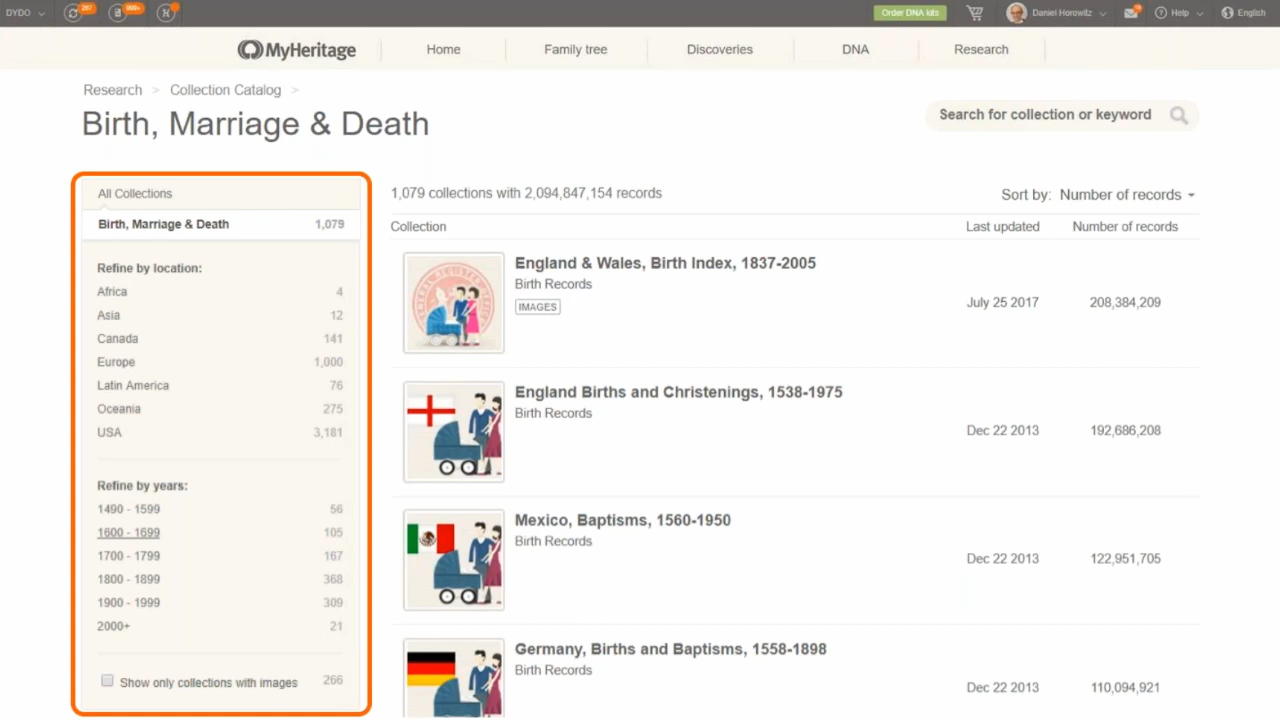 DYDO
267
999+
Order DNA kits
Daniel Horowitz
Help
English
MyHeritage
Home
Family tree
Discoveries
DNA
Research
Research > Collection Catalog >
Birth, Marriage & Death
Search for collection or keyword
All Collections
Birth, Marriage & Death 1,079
Refine by location:
Africa 4
Asia 12
Canada 141
Europe 1,000
Latin America 76
Oceania 275
USA 3,181
Refine by years:
1490 - 1599 56
1600 - 1699 105
1700 - 1799 167
1800 - 1899 368
1900 - 1999 309
2000+ 21
Show only collections with images 266
1,079 collections with 2,094,847,154 records
Sort by: Number of records
Collection Last updated Number of records
England & Wales, Birth Index, 1837-2005
Birth Records
IMAGES
July 25 2017 208,384,209
England Births and Christenings, 1538-1975
Birth Records
Dec 22 2013 192,686,208
Mexico, Baptisms, 1560-1950
Birth Records
Dec 22 2013 122,951,705
Germany, Births and Baptisms, 1558-1898
Birth Records
Dec 22 2013 110,094,921